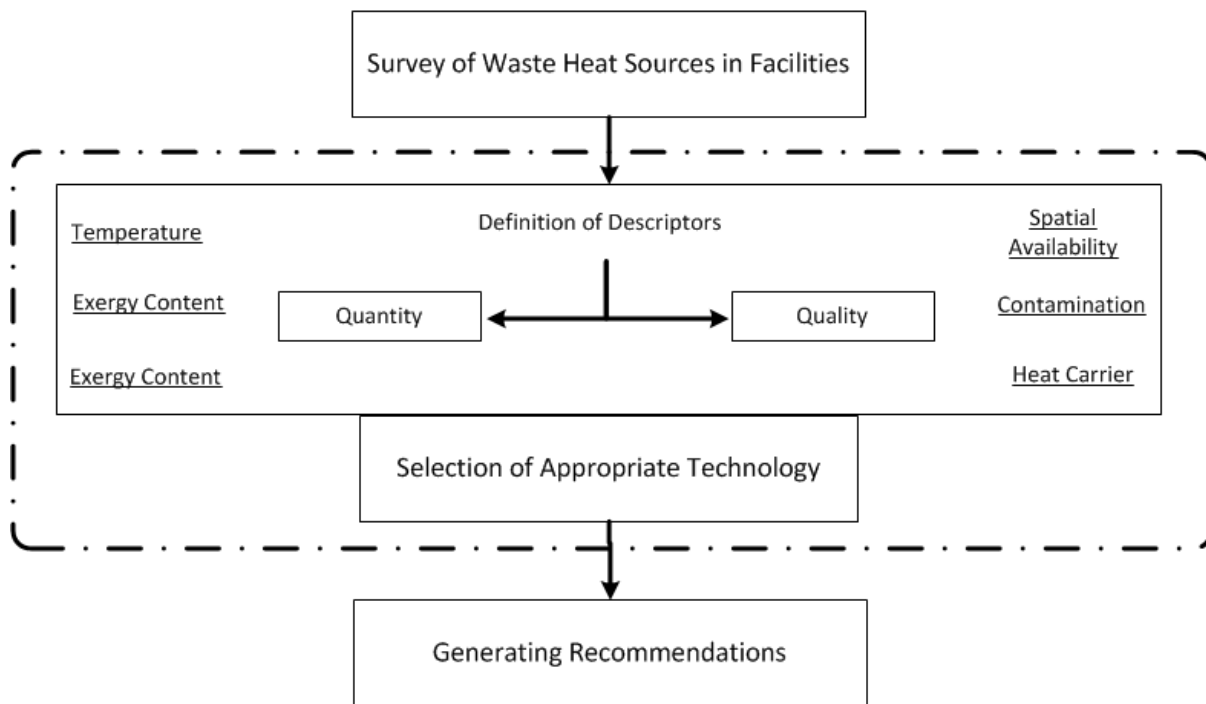 Survey of Waste Heat Sources in Facilities
Definition of Descriptors
Temperature
Exergy Content
Exergy Content
Quantity
Quality
Spatial
Availability
Contamination
Heat Carrier
Selection of Appropriate Technology
Generating Recommendations